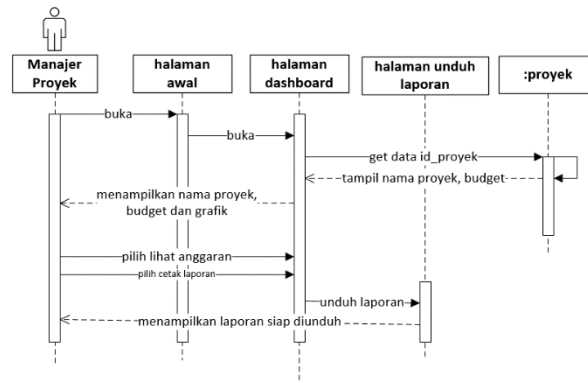 Manajer
Proyek
halaman
awal
halaman
dashboard
halaman unduh
laporan
:proyek
buka
buka
get data id_proyek
tampil nama proyek, budget
menampilkan nama proyek,
budget dan grafik
pilih lihat anggaran
pilih cetak laporan
unduh laporan
menampilkan laporan siap diunduh